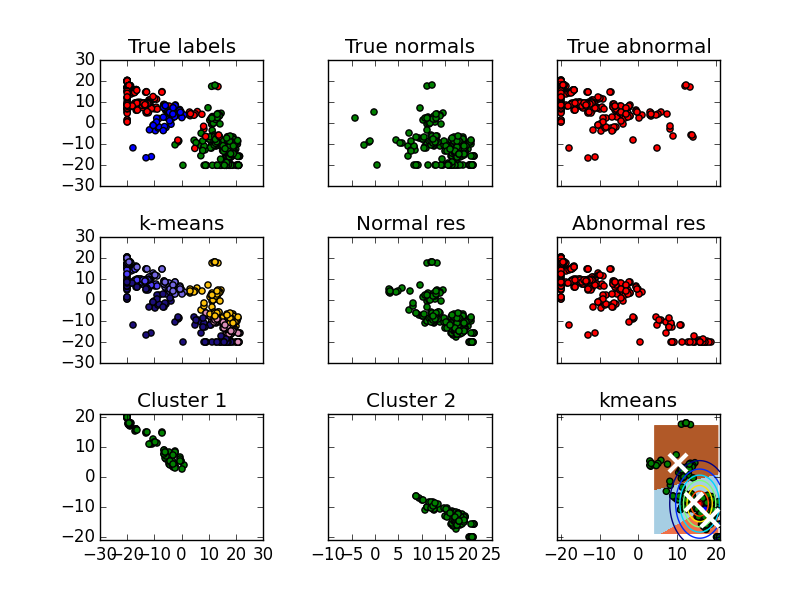 True labels
True normals
True abnormal
30
20
10
0
−10
−20
−30
k-means
Normal res
Abnormal res
30
20
10
0
−10
−20
−30
Cluster 1
Cluster 2
kmeans
20
10
0
−10
−20
−30 −20 −10 0 10 20 30
−10 −5 0 5 10 15 20 25
−20 −10 0 10 20